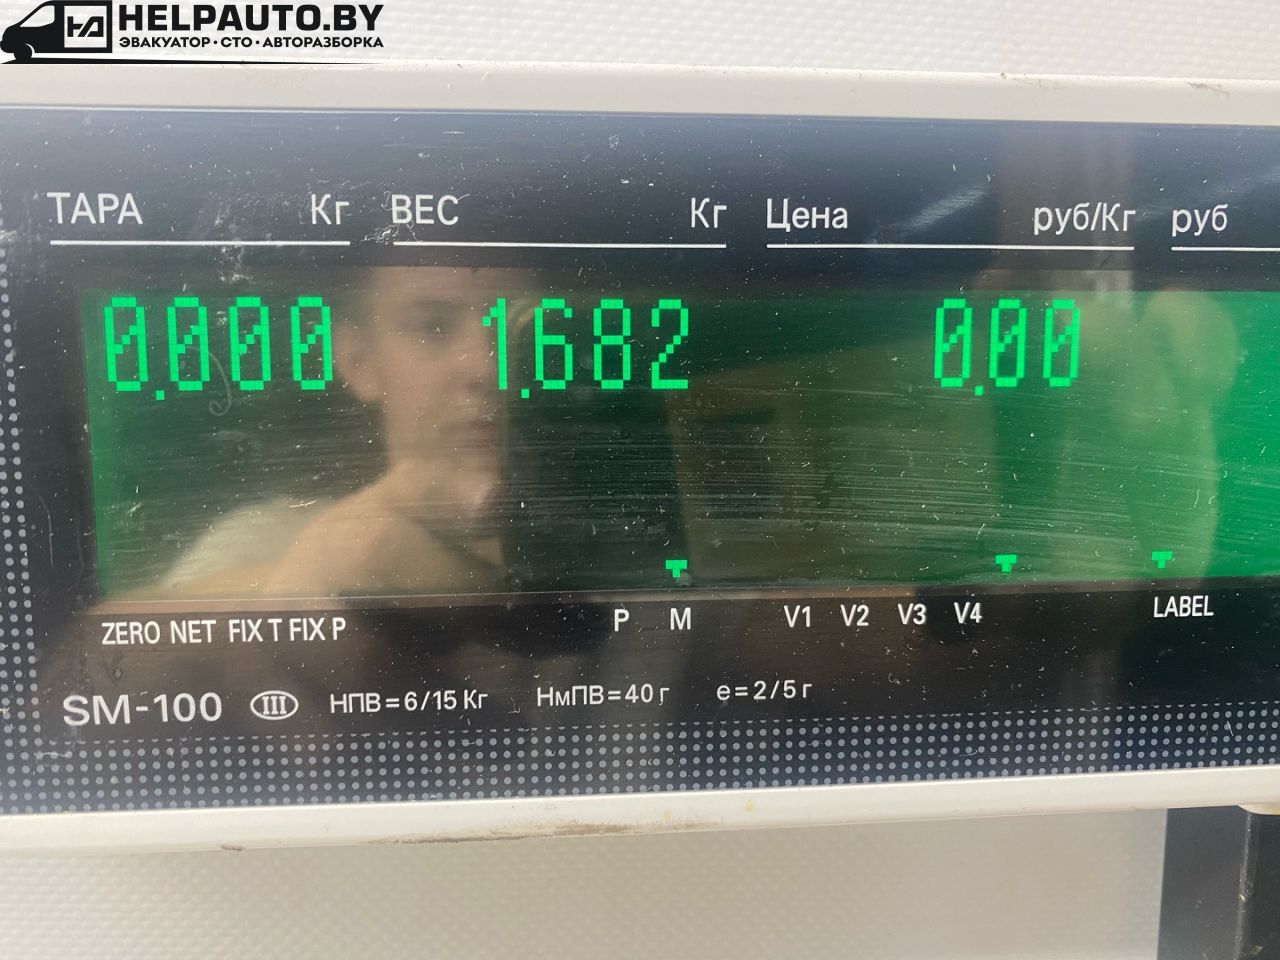 HELPAUTO.BY
ЭВАКУАТОР·СТО·АВТОРАЗБОРКА
ТАРА Кг ВЕС Кг Цена руб/Кг руб
0.000 1.682 0.00
ZERO NET FIX T FIX P P M V1 V2 V3 V4 LABEL
SM-100 III НПВ=6/15 Кг НмПВ=40 г е=2/5 г